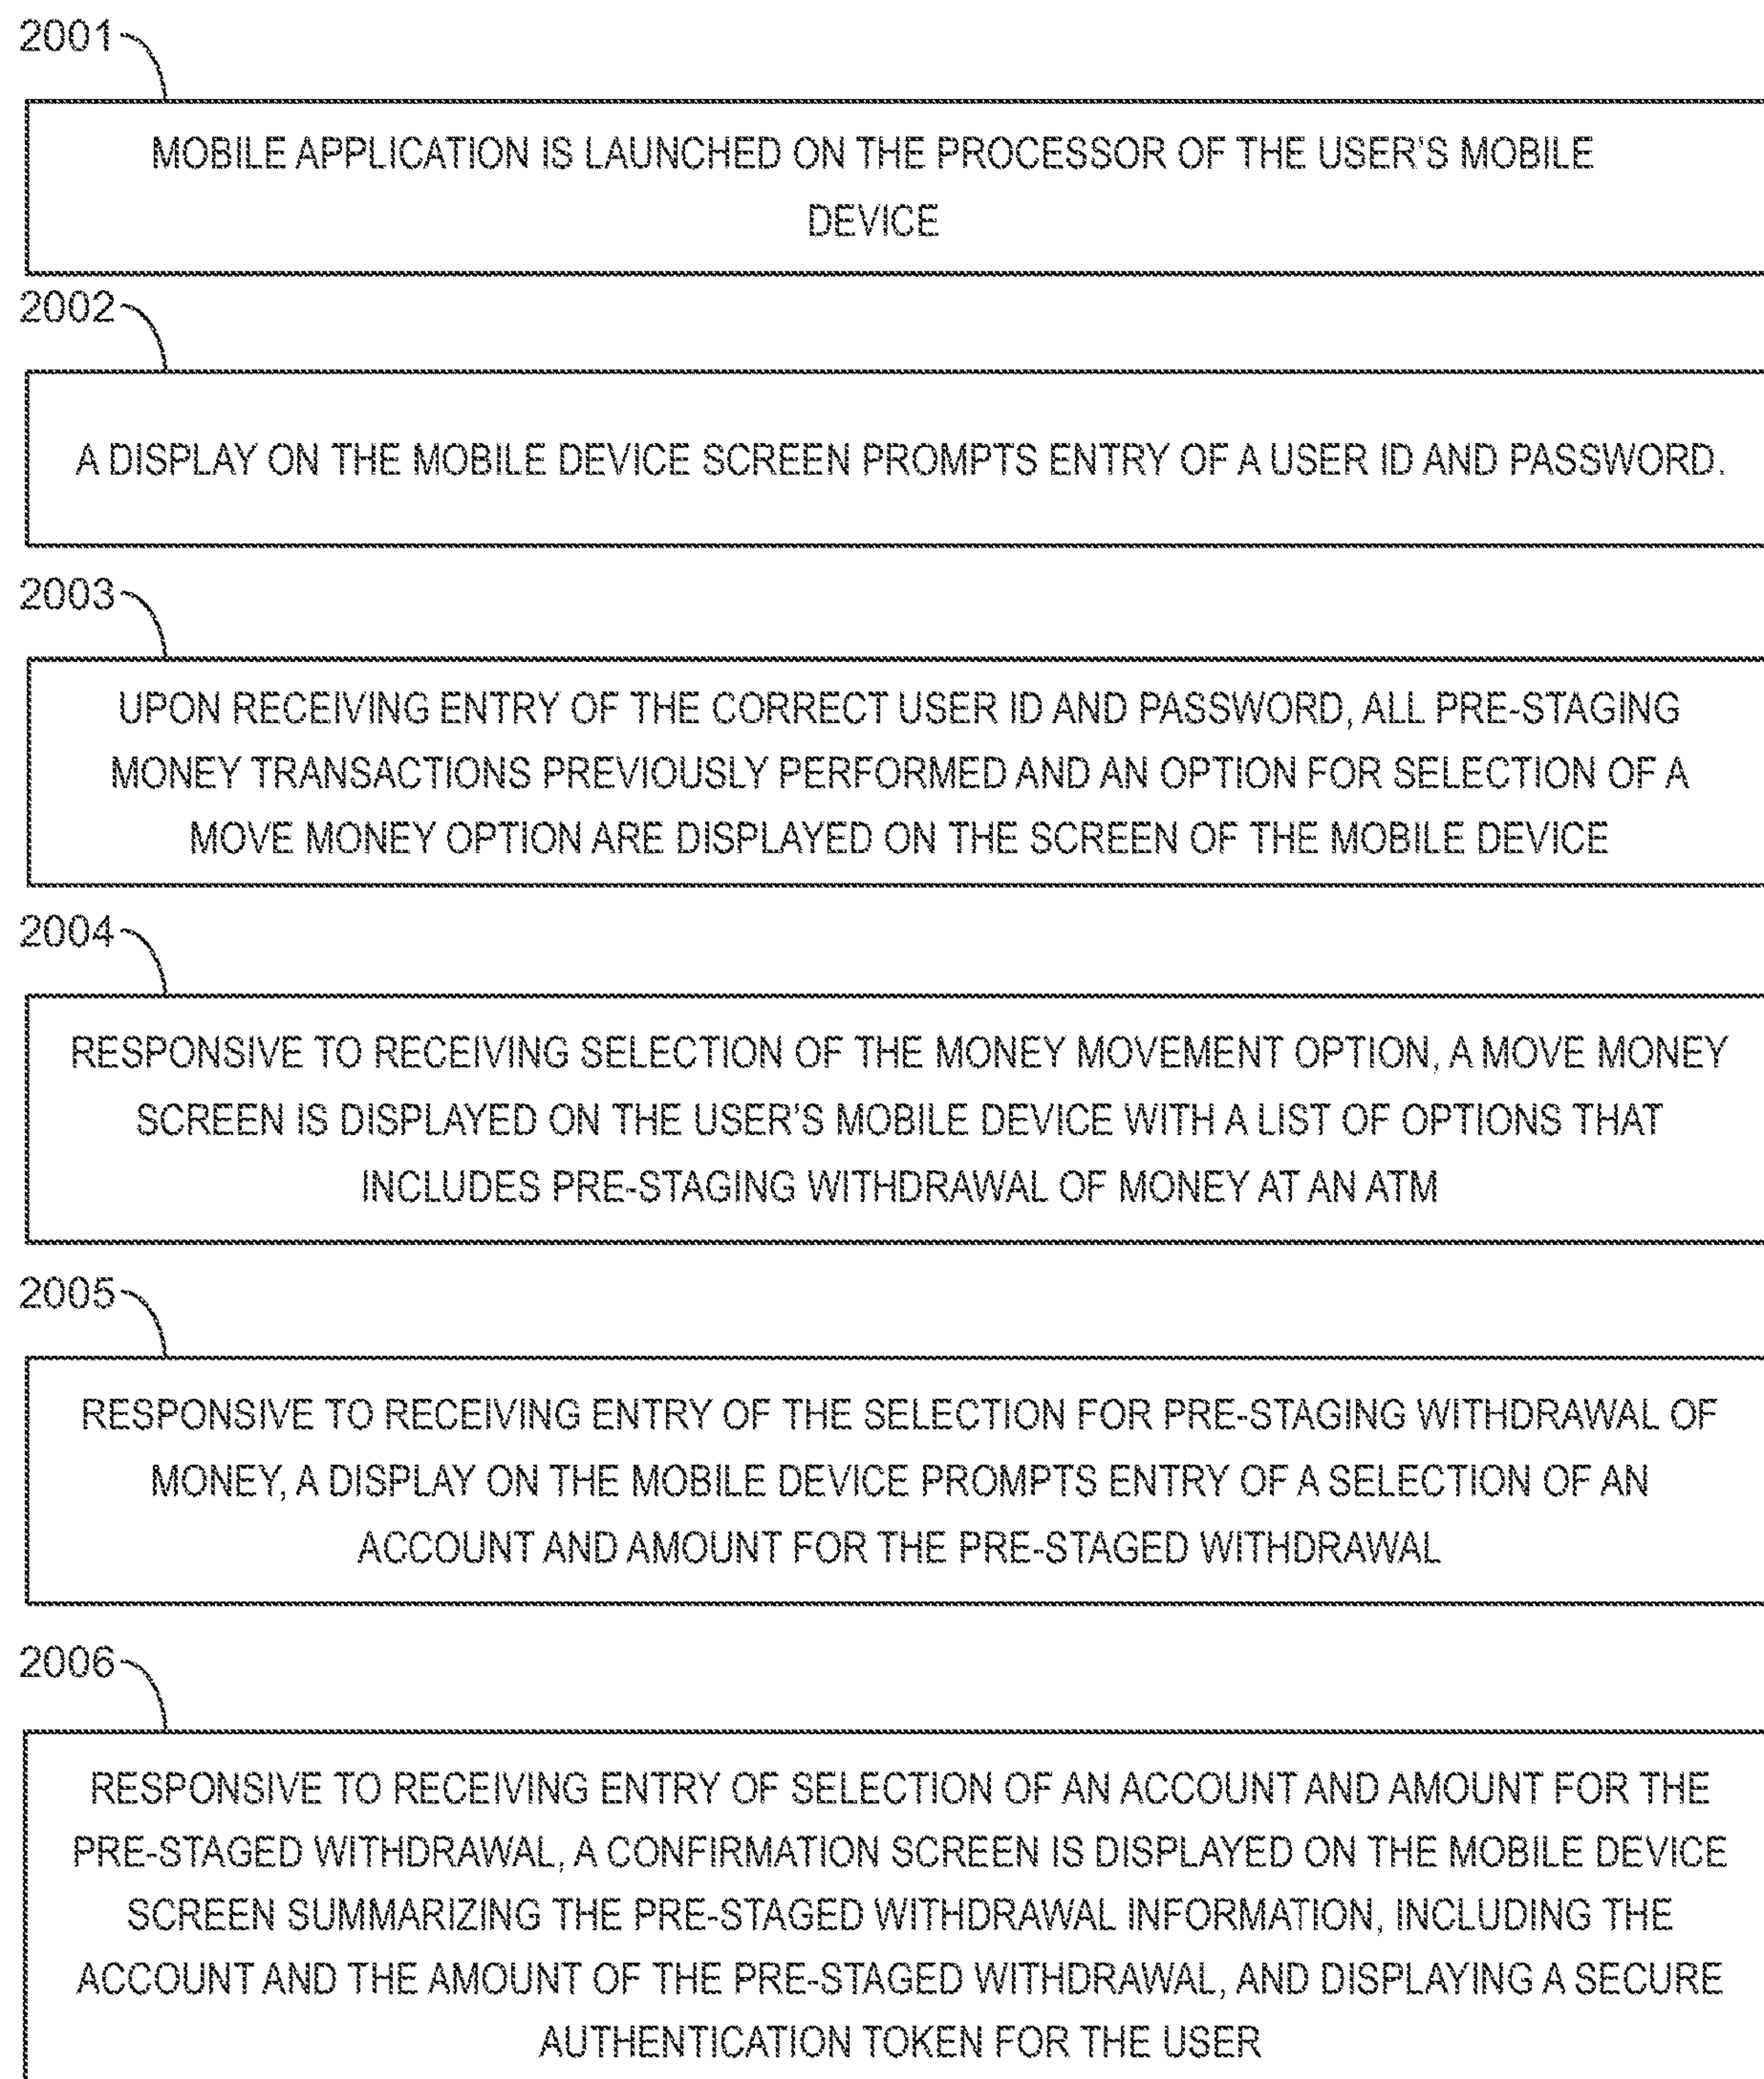 2001
MOBILE APPLICATION IS LAUNCHED ON THE PROCESSOR OF THE USER'S MOBILE
DEVICE
2002
A DISPLAY ON THE MOBILE DEVICE SCREEN PROMPTS ENTRY OF A USER ID AND PASSWORD.
2003
UPON RECEIVING ENTRY OF THE CORRECT USER ID AND PASSWORD, ALL PRE-STAGING
MONEY TRANSACTIONS PREVIOUSLY PERFORMED AND AN OPTION FOR SELECTION OF A
MOVE MONEY OPTION ARE DISPLAYED ON THE SCREEN OF THE MOBILE DEVICE
2004
RESPONSIVE TO RECEIVING SELECTION OF THE MONEY MOVEMENT OPTION, A MOVE MONEY
SCREEN IS DISPLAYED ON THE USER'S MOBILE DEVICE WITH A LIST OF OPTIONS THAT
INCLUDES PRE-STAGING WITHDRAWAL OF MONEY AT AN ATM
2005
RESPONSIVE TO RECEIVING ENTRY OF THE SELECTION FOR PRE-STAGING WITHDRAWAL OF
MONEY, A DISPLAY ON THE MOBILE DEVICE PROMPTS ENTRY OF A SELECTION OF AN
ACCOUNT AND AMOUNT FOR THE PRE-STAGED WITHDRAWAL
2006
RESPONSIVE TO RECEIVING ENTRY OF SELECTION OF AN ACCOUNT AND AMOUNT FOR THE
PRE-STAGED WITHDRAWAL, A CONFIRMATION SCREEN IS DISPLAYED ON THE MOBILE DEVICE
SCREEN SUMMARIZING THE PRE-STAGED WITHDRAWAL INFORMATION, INCLUDING THE
ACCOUNT AND THE AMOUNT OF THE PRE-STAGED WITHDRAWAL, AND DISPLAYING A SECURE
AUTHENTICATION TOKEN FOR THE USER